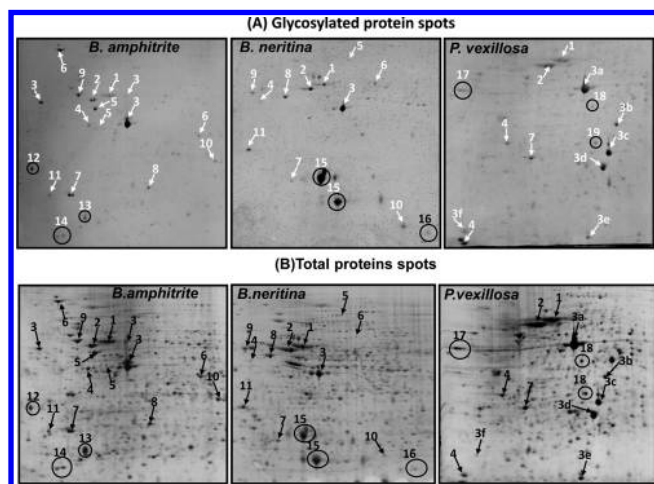 (A) Glycosylated protein spots
B. amphitrite B. neritina P. vexillosa
6 9 2 1 3 3 5 3 4 5 6 10 12 11 7 8 13 14
5 2 1 6 9 4 8 3 11 7 15 15 10 16
1 2 17 3a 18 3b 19 3c 4 7 3d 3f 4 3e
(B)Total proteins spots
B.amphitrite B.neritina P.vexillosa
6 9 2 1 3 3 3 5 4 5 6 10 12 11 7 8 13 14
5 6 9 4 8 2 1 3 11 7 15 15 10 16
2 1 3a 17 18 3b 4 7 18 3c 3d 3f 4 3e